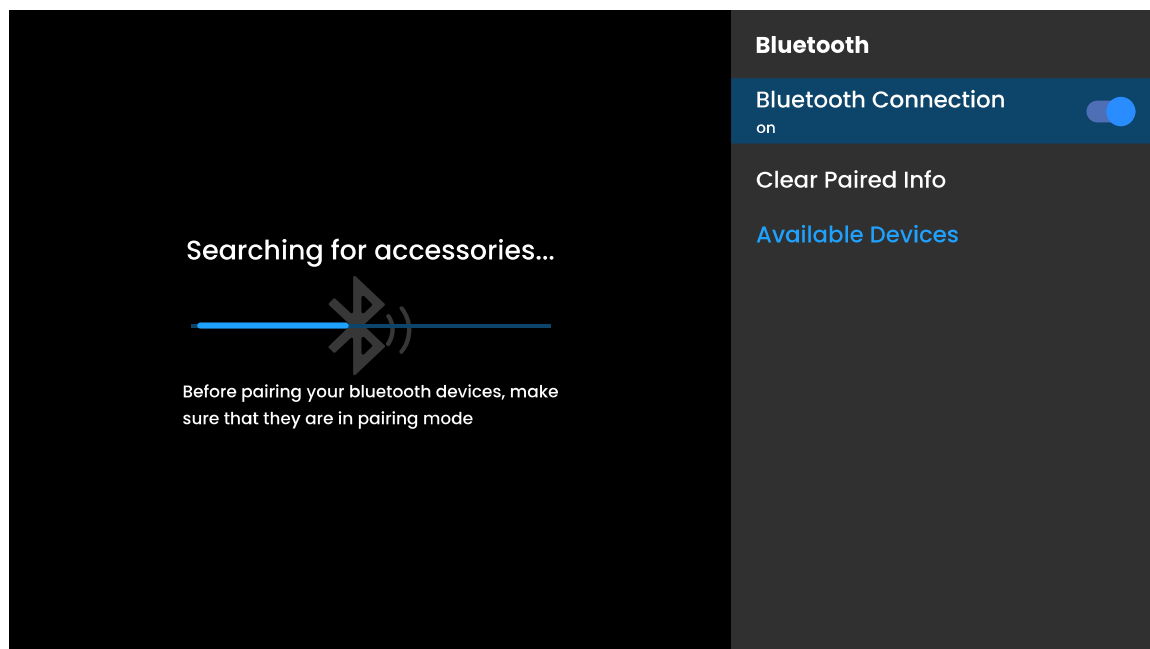 Searching for accessories...
Before pairing your bluetooth devices, make
sure that they are in pairing mode
Bluetooth
Bluetooth Connection
on
Clear Paired Info
Available Devices